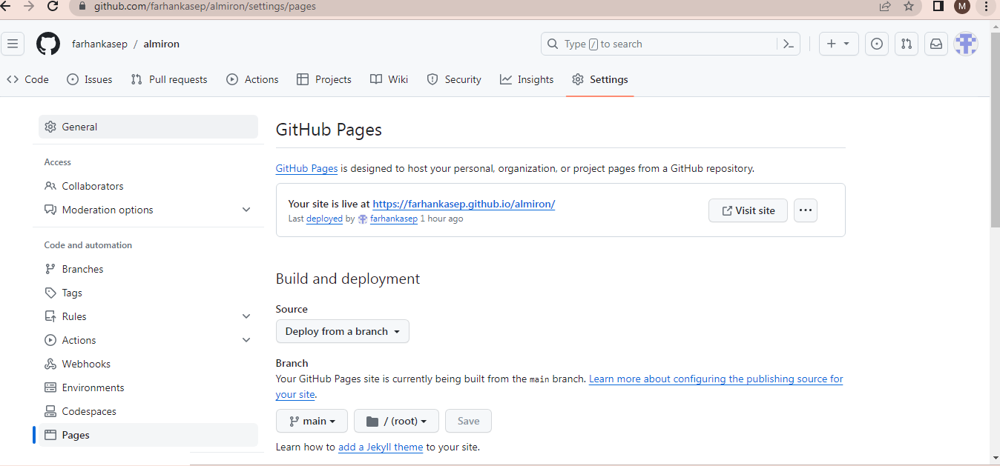 github.com/farhankasep/almiron/settings/pages
M
farhankasep / almiron
Type / to search
Code Issues Pull requests Actions Projects Wiki Security Insights Settings
General
Access
Collaborators
Moderation options
Code and automation
Branches
Tags
Rules
Actions
Webhooks
Environments
Codespaces
Pages
GitHub Pages
GitHub Pages is designed to host your personal, organization, or project pages from a GitHub repository.
Your site is live at https://farhankasep.github.io/almiron/
Last deployed by farhankasep 1 hour ago
Visit site
Build and deployment
Source
Deploy from a branch
Branch
Your GitHub Pages site is currently being built from the main branch. Learn more about configuring the publishing source for
your site.
main / (root) Save
Learn how to add a Jekyll theme to your site.